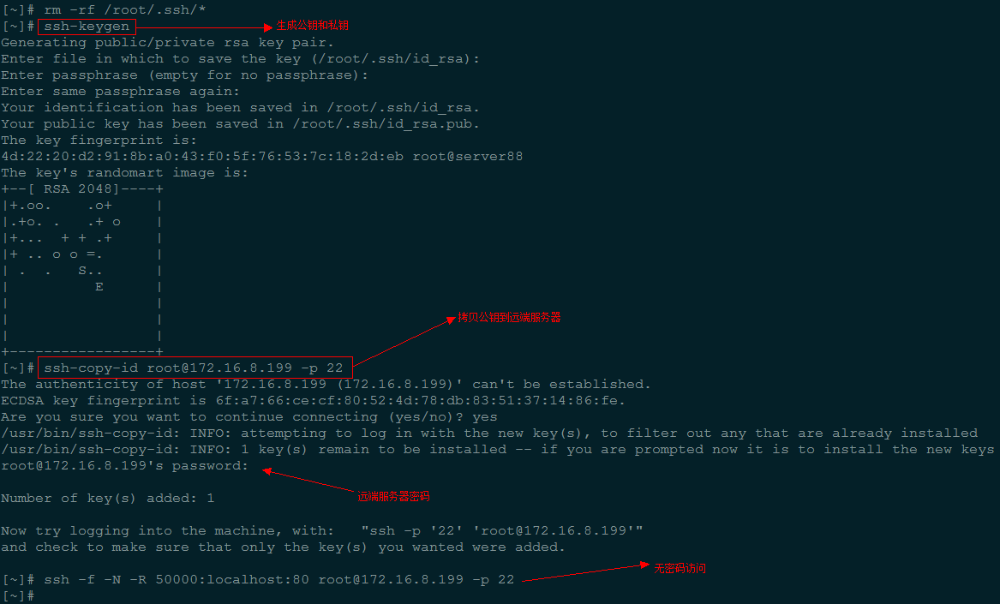 [~]# rm -rf /root/.ssh/*
[~]# ssh-keygen 生成公钥和私钥
Generating public/private rsa key pair.
Enter file in which to save the key (/root/.ssh/id_rsa):
Enter passphrase (empty for no passphrase):
Enter same passphrase again:
Your identification has been saved in /root/.ssh/id_rsa.
Your public key has been saved in /root/.ssh/id_rsa.pub.
The key fingerprint is:
4d:22:20:d2:91:8b:a0:43:f0:5f:76:53:7c:18:2d:eb root@server88
The key's randomart image is:
+--[ RSA 2048]----+
|+.oo.    .o+     |
|.+o. .   .+ o    |
|+...  + + .+     |
|+ .. o o =.      |
| .  .   S..      |
|          E      |
|                 |
|                 |
|                 |
+-----------------+
拷贝公钥到远端服务器
[~]# ssh-copy-id root@172.16.8.199 -p 22
The authenticity of host '172.16.8.199 (172.16.8.199)' can't be established.
ECDSA key fingerprint is 6f:a7:66:ce:cf:80:52:4d:78:db:83:51:37:14:86:fe.
Are you sure you want to continue connecting (yes/no)? yes
/usr/bin/ssh-copy-id: INFO: attempting to log in with the new key(s), to filter out any that are already installed
/usr/bin/ssh-copy-id: INFO: 1 key(s) remain to be installed -- if you are prompted now it is to install the new keys
root@172.16.8.199's password:
远端服务器密码
Number of key(s) added: 1
Now try logging into the machine, with:   "ssh -p '22' 'root@172.16.8.199'"
and check to make sure that only the key(s) you wanted were added.
无密码访问
[~]# ssh -f -N -R 50000:localhost:80 root@172.16.8.199 -p 22
[~]#